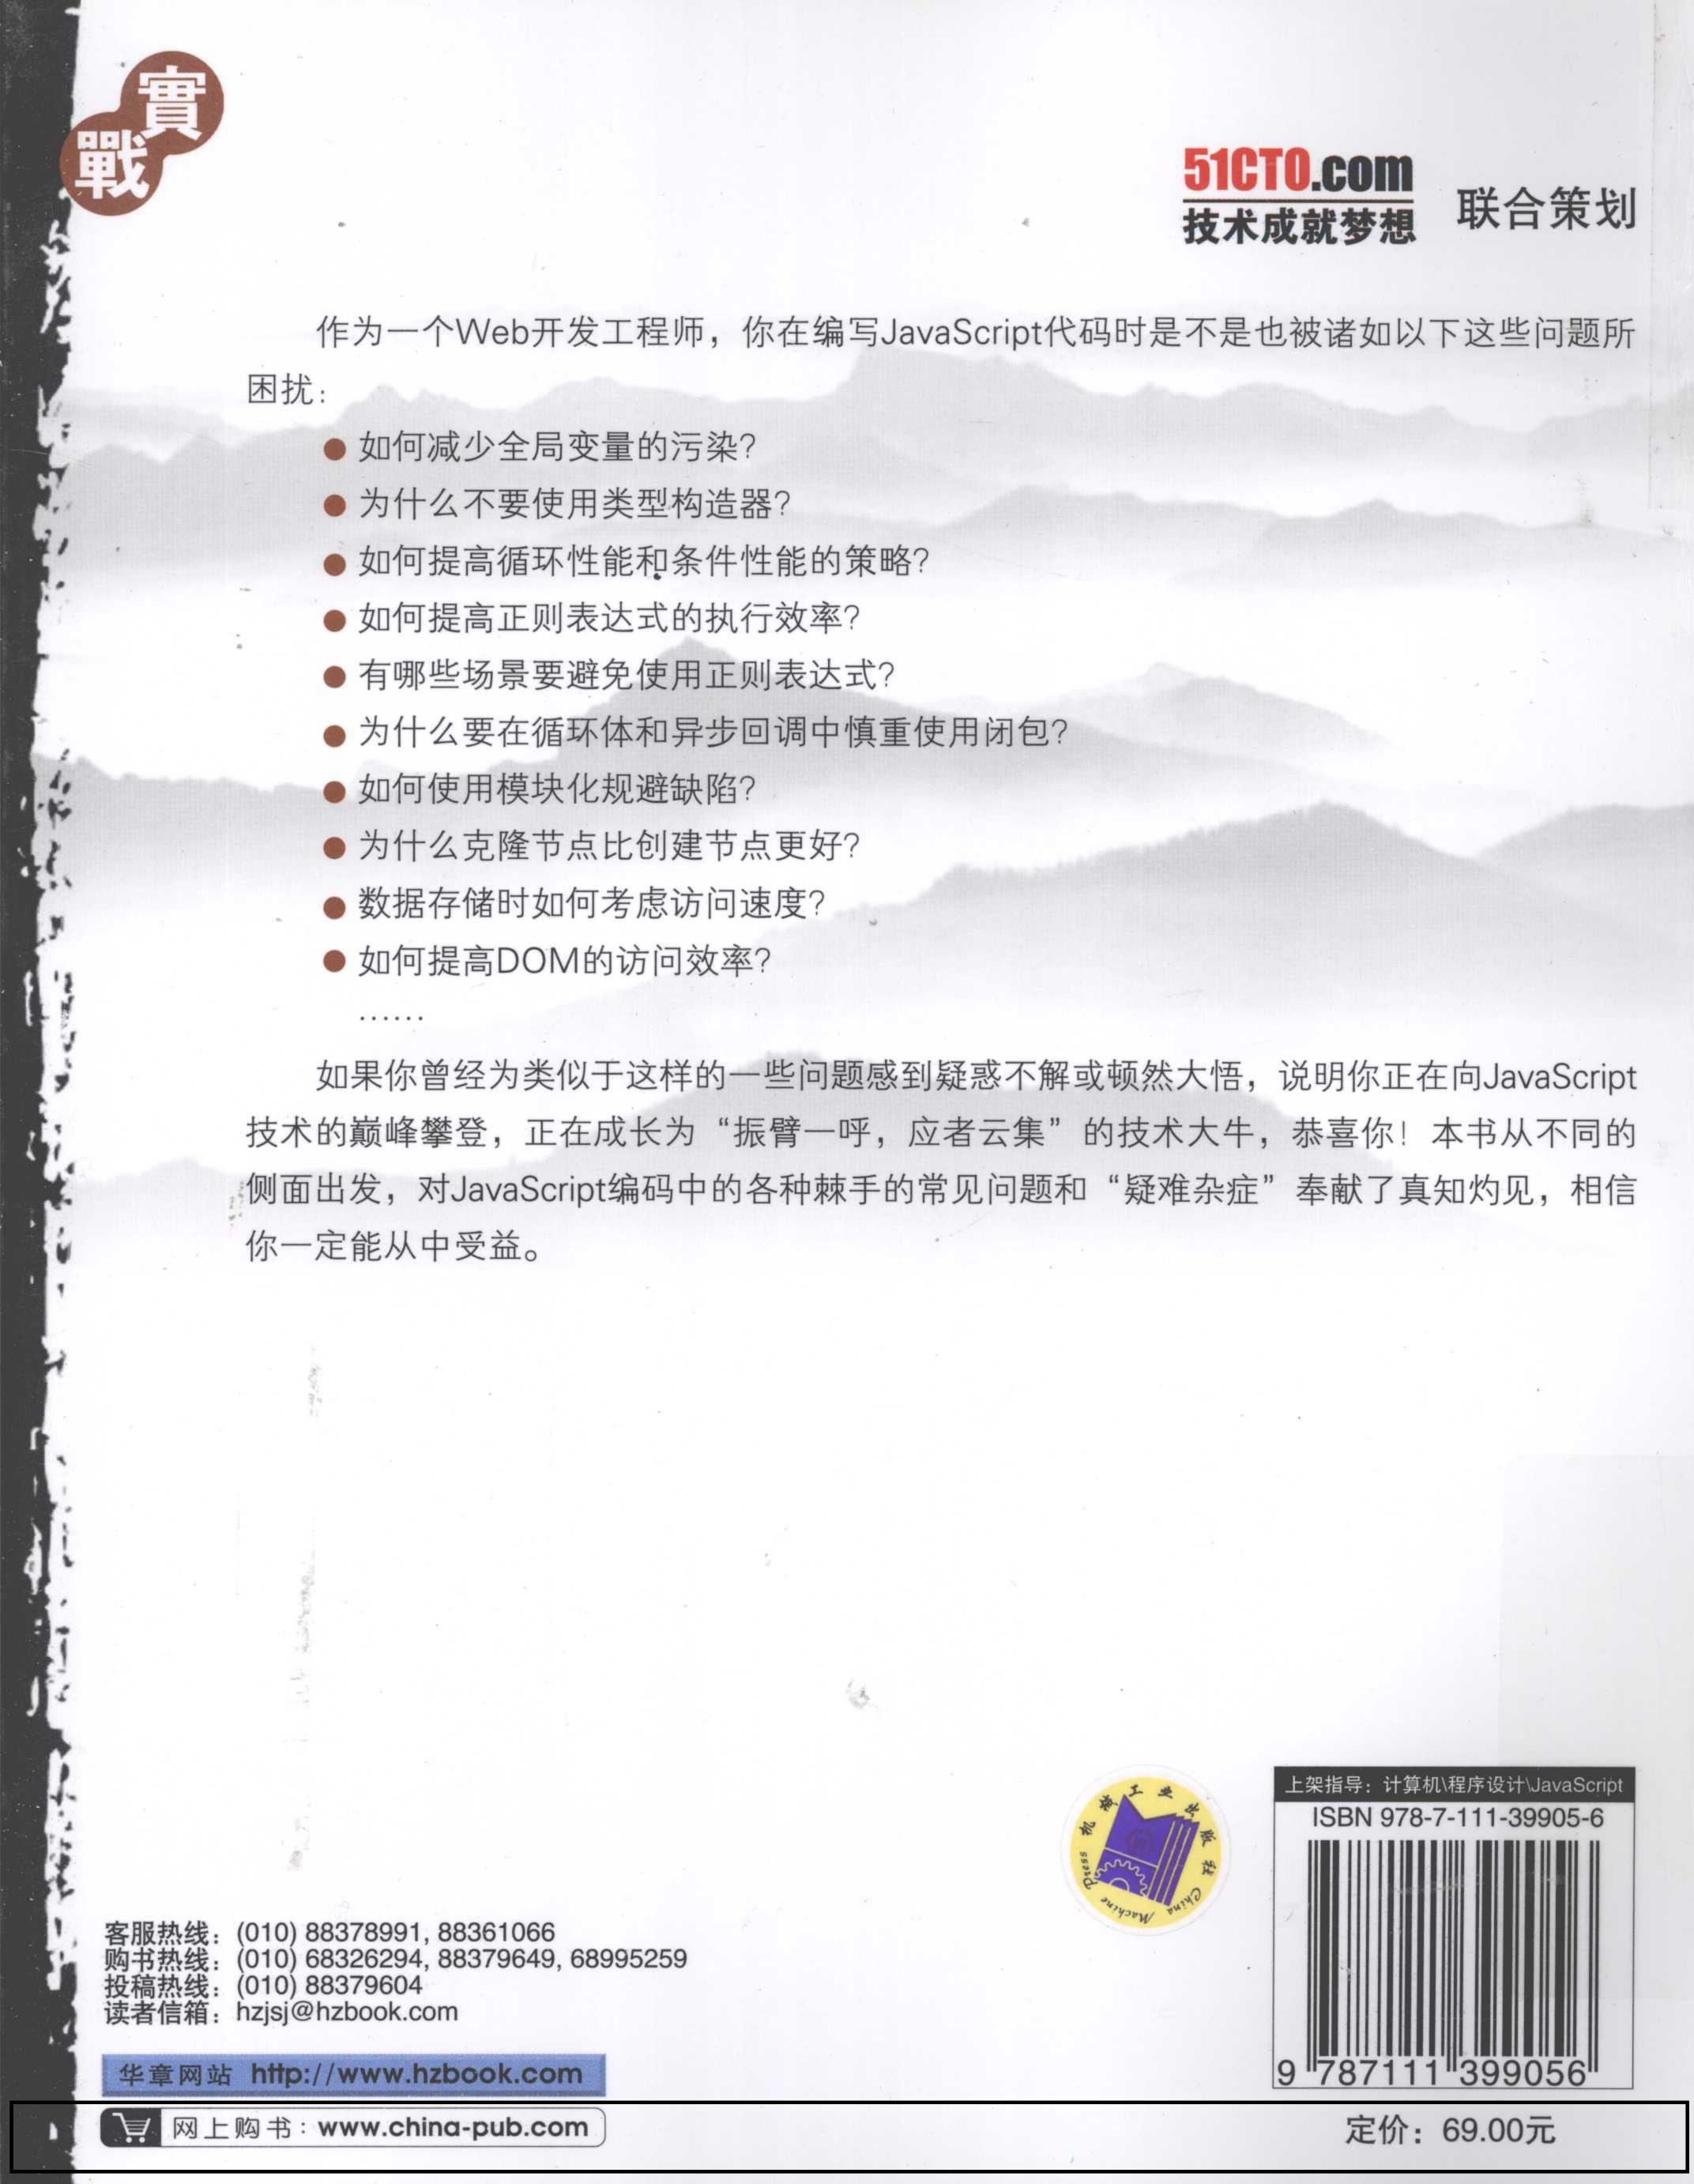 實
戰
51CTO.com
技术成就梦想
联合策划
作为一个Web开发工程师，你在编写JavaScript代码时是不是也被诸如以下这些问题所
困扰：
● 如何减少全局变量的污染？
● 为什么不要使用类型构造器？
● 如何提高循环性能和条件性能的策略？
● 如何提高正则表达式的执行效率？
● 有哪些场景要避免使用正则表达式？
● 为什么要在循环体和异步回调中慎重使用闭包？
● 如何使用模块化规避缺陷？
● 为什么克隆节点比创建节点更好？
● 数据存储时如何考虑访问速度？
● 如何提高DOM的访问效率？
……
如果你曾经为类似于这样的一些问题感到疑惑不解或顿然大悟，说明你正在向JavaScript
技术的巅峰攀登，正在成长为“振臂一呼，应者云集”的技术大牛，恭喜你！本书从不同的
侧面出发，对JavaScript编码中的各种棘手的常见问题和“疑难杂症”奉献了真知灼见，相信
你一定能从中受益。
机械工业出版社 China Machine Press
上架指导：计算机\程序设计\JavaScript
ISBN 978-7-111-39905-6
9 787111 399056
客服热线：(010) 88378991, 88361066
购书热线：(010) 68326294, 88379649, 68995259
投稿热线：(010) 88379604
读者信箱：hzjsj@hzbook.com
华章网站 http://www.hzbook.com
网上购书：www.china-pub.com
定价：69.00元